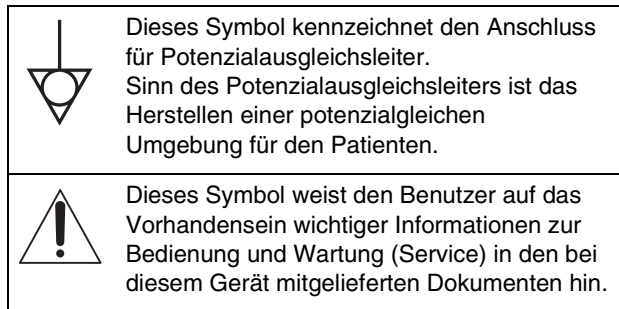 Dieses Symbol kennzeichnet den Anschluss
für Potenzialausgleichsleiter.
Sinn des Potenzialausgleichsleiters ist das
Herstellen einer potenzialgleichen
Umgebung für den Patienten.
Dieses Symbol weist den Benutzer auf das
Vorhandensein wichtiger Informationen zur
Bedienung und Wartung (Service) in den bei
diesem Gerät mitgelieferten Dokumenten hin.